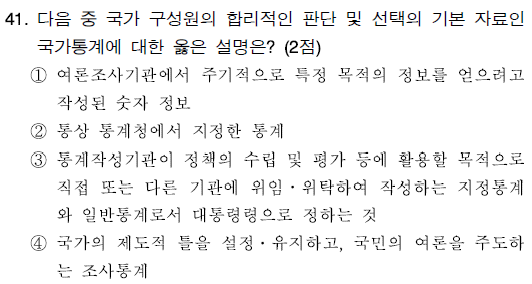 41. 다음 중 국가 구성원의 합리적인 판단 및 선택의 기본 자료인
국가통계에 대한 옳은 설명은? (2점)
① 여론조사기관에서 주기적으로 특정 목적의 정보를 얻으려고
작성된 숫자 정보
② 통상 통계청에서 지정한 통계
③ 통계작성기관이 정책의 수립 및 평가 등에 활용할 목적으로
직접 또는 다른 기관에 위임·위탁하여 작성하는 지정통계
와 일반통계로서 대통령령으로 정하는 것
④ 국가의 제도적 틀을 설정·유지하고, 국민의 여론을 주도하
는 조사통계